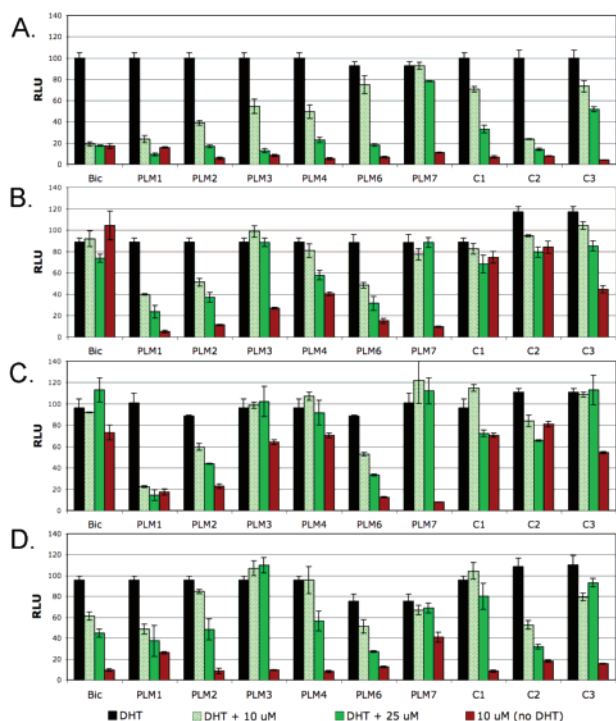 A.
140
120
100
80
60
40
20
0
RLU
Bic PLM1 PLM2 PLM3 PLM4 PLM6 PLM7 C1 C2 C3
B.
140
120
100
80
60
40
20
0
RLU
Bic PLM1 PLM2 PLM3 PLM4 PLM6 PLM7 C1 C2 C3
C.
140
120
100
80
60
40
20
0
RLU
Bic PLM1 PLM2 PLM3 PLM4 PLM6 PLM7 C1 C2 C3
D.
140
120
100
80
60
40
20
0
RLU
Bic PLM1 PLM2 PLM3 PLM4 PLM6 PLM7 C1 C2 C3
DHT DHT + 10 uM DHT + 25 uM 10 uM (no DHT)